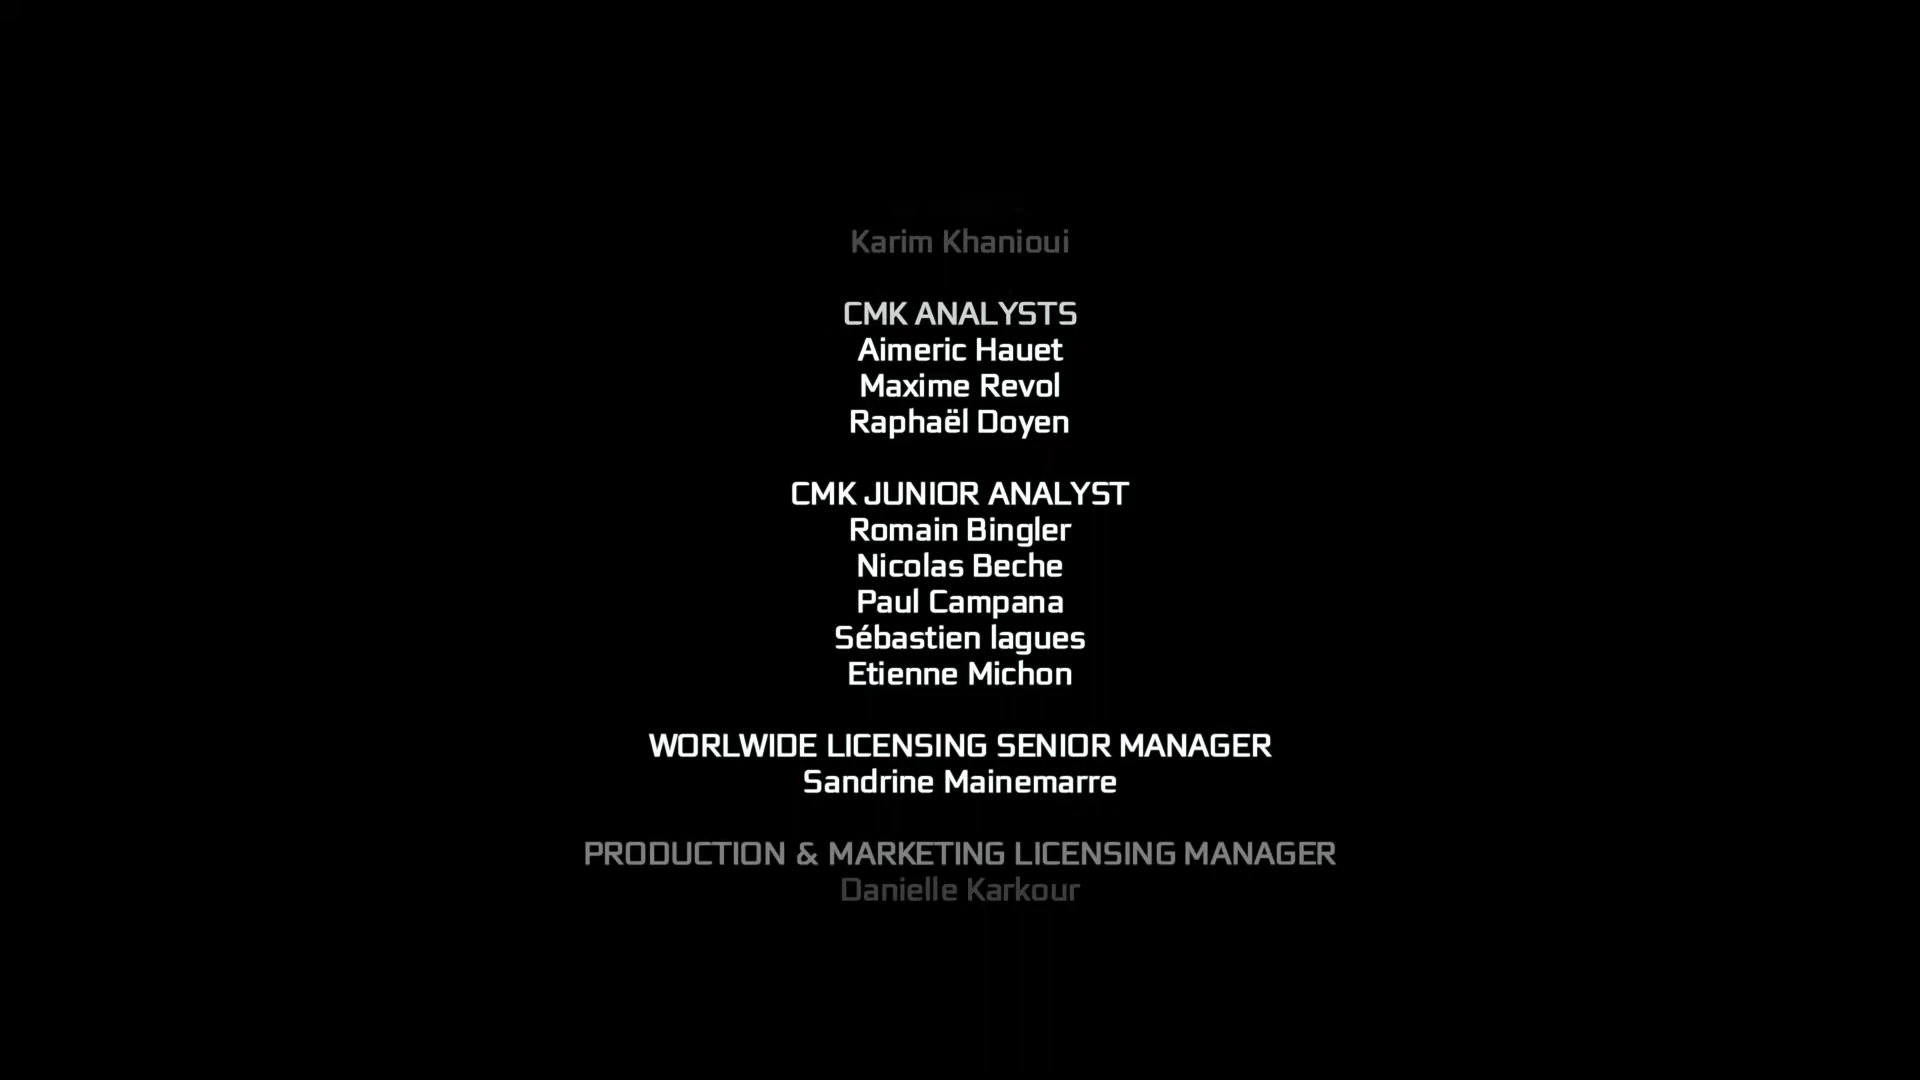 Karim Khanioui
CMK ANALYSTS
Aimeric Hauet
Maxime Revol
Raphaël Doyen
CMK JUNIOR ANALYST
Romain Bingler
Nicolas Beche
Paul Campana
Sébastien lagues
Etienne Michon
WORLWIDE LICENSING SENIOR MANAGER
Sandrine Mainemarre
PRODUCTION & MARKETING LICENSING MANAGER
Danielle Karkour